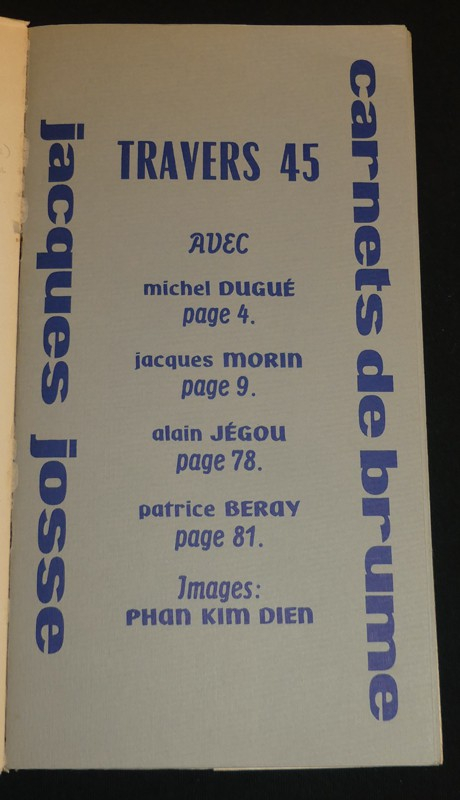 jacques josse
TRAVERS 45
AVEC
michel DUGUÉ
page 4.
jacques MORIN
page 9.
alain JÉGOU
page 78.
patrice BERAY
page 81.
Images:
PHAN KIM DIEN
carnets de brume